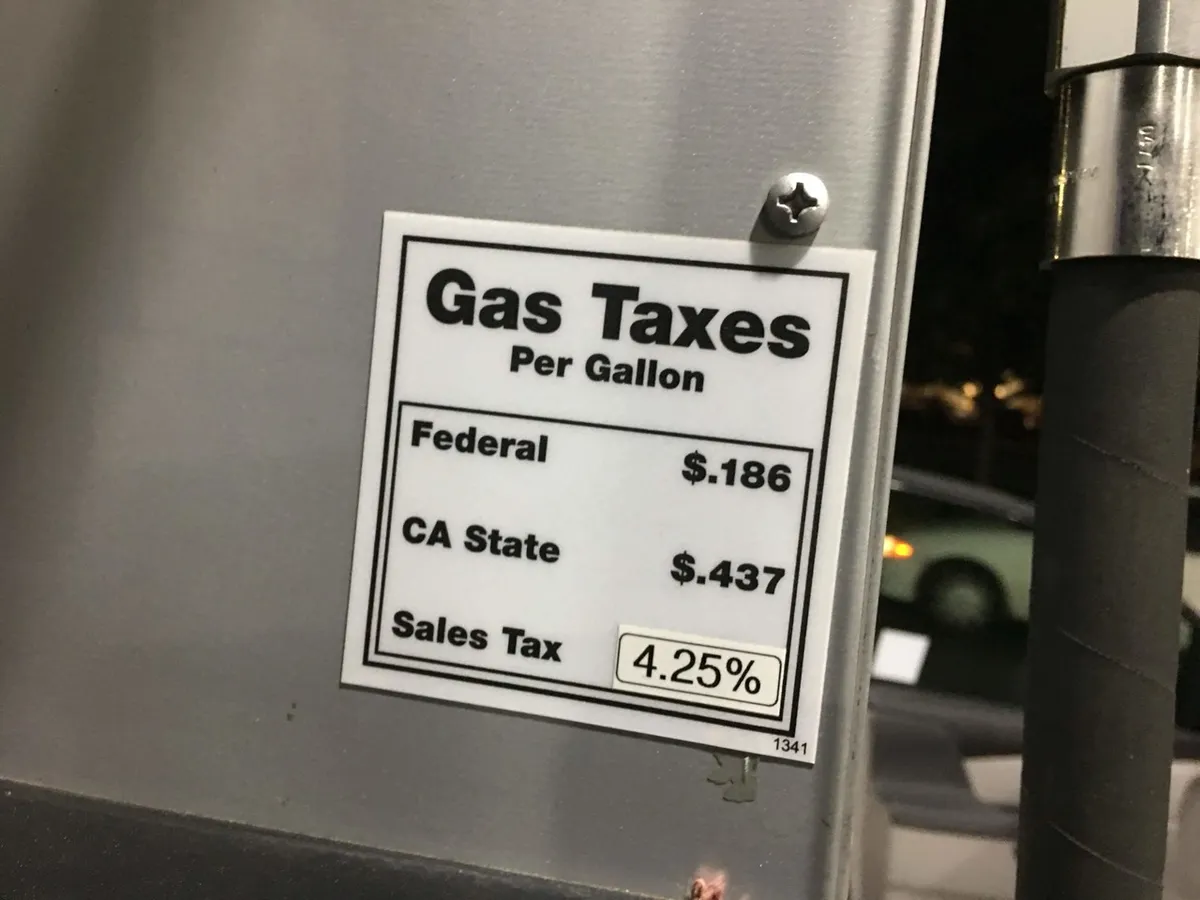 Gas Taxes
Per Gallon
Federal $.186
CA State $.437
Sales Tax 4.25%
1341